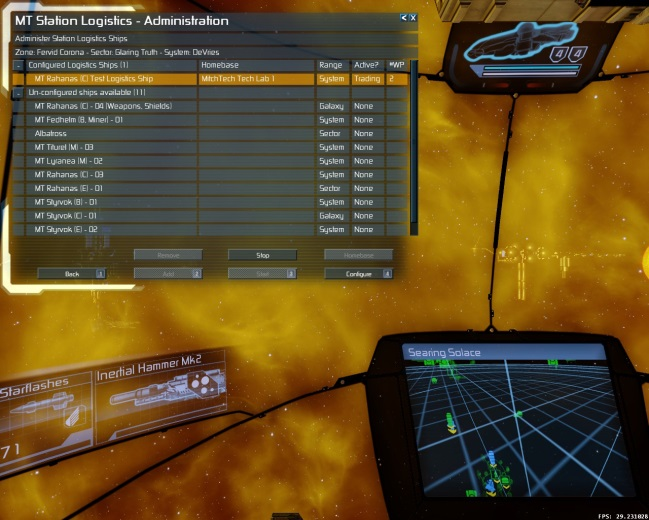 MT Station Logistics - Administration
< X
Administer Station Logistics Ships
Zone: Fervid Corona - Sector: Glaring Truth - System: DeVries
Configured Logistics Ships (1) Homebase Range Active? #WP
MT Rahanas (C) Test Logistics Ship MitchTech Tech Lab 1 System Trading 2
Un-configured ships available (11)
MT Rahanas (C) - 04 (Weapons, Shields) Galaxy None
MT Fedhelm (B, Miner) - 01 System None
Albatross Sector None
MT Titurel (M) - 03 System None
MT Lyranea (M) - 02 System None
MT Rahanas (C) - 03 System None
MT Rahanas (E) - 01 Sector None
MT Styrvok (B) - 01 System None
MT Styrvok (C) - 01 Galaxy None
MT Styrvok (E) - 02 System None
Remove Stop Homebase
Back 1 Add Start Configure
4 4
Searing Solace
Starflashes
Inertial Hammer Mk2
71
FPS: 29.231028